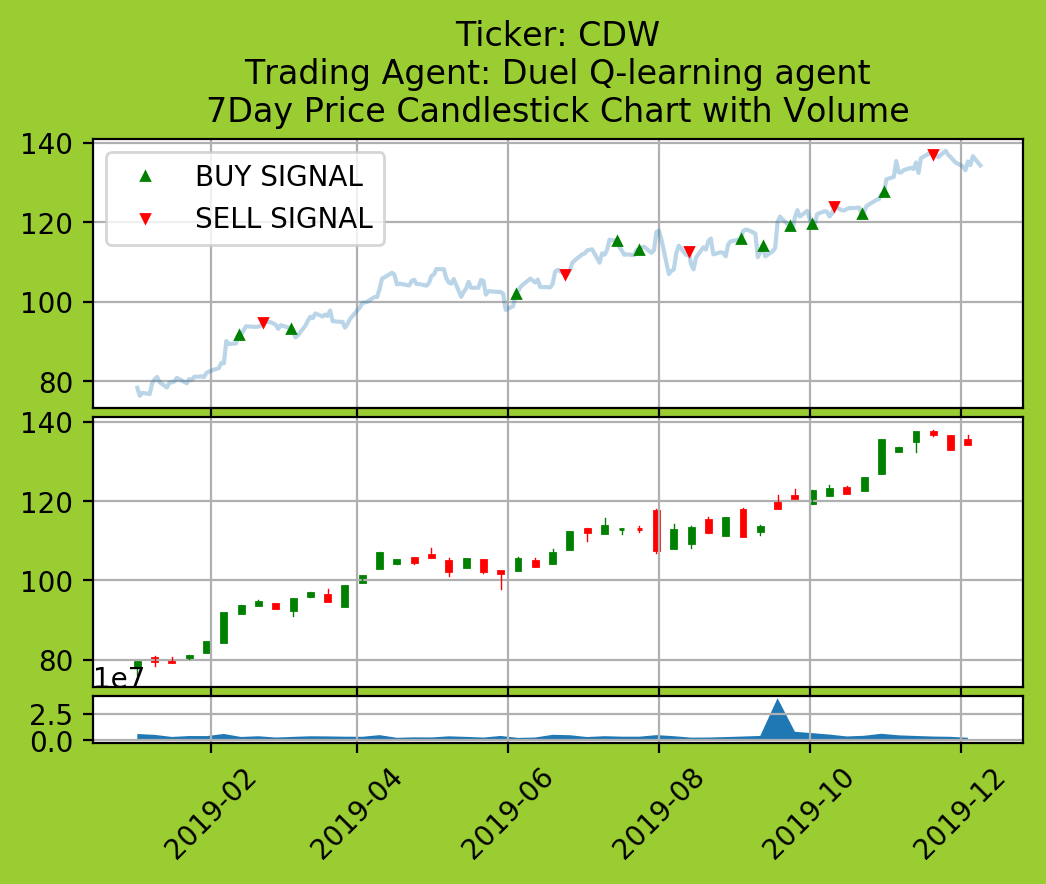 Ticker: CDW
Trading Agent: Duel Q-learning agent
7Day Price Candlestick Chart with Volume
140
BUY SIGNAL
SELL SIGNAL
120
100
80
140
120
100
80
1e7
2.5
0.0
2019-02
2019-04
2019-06
2019-08
2019-10
2019-12